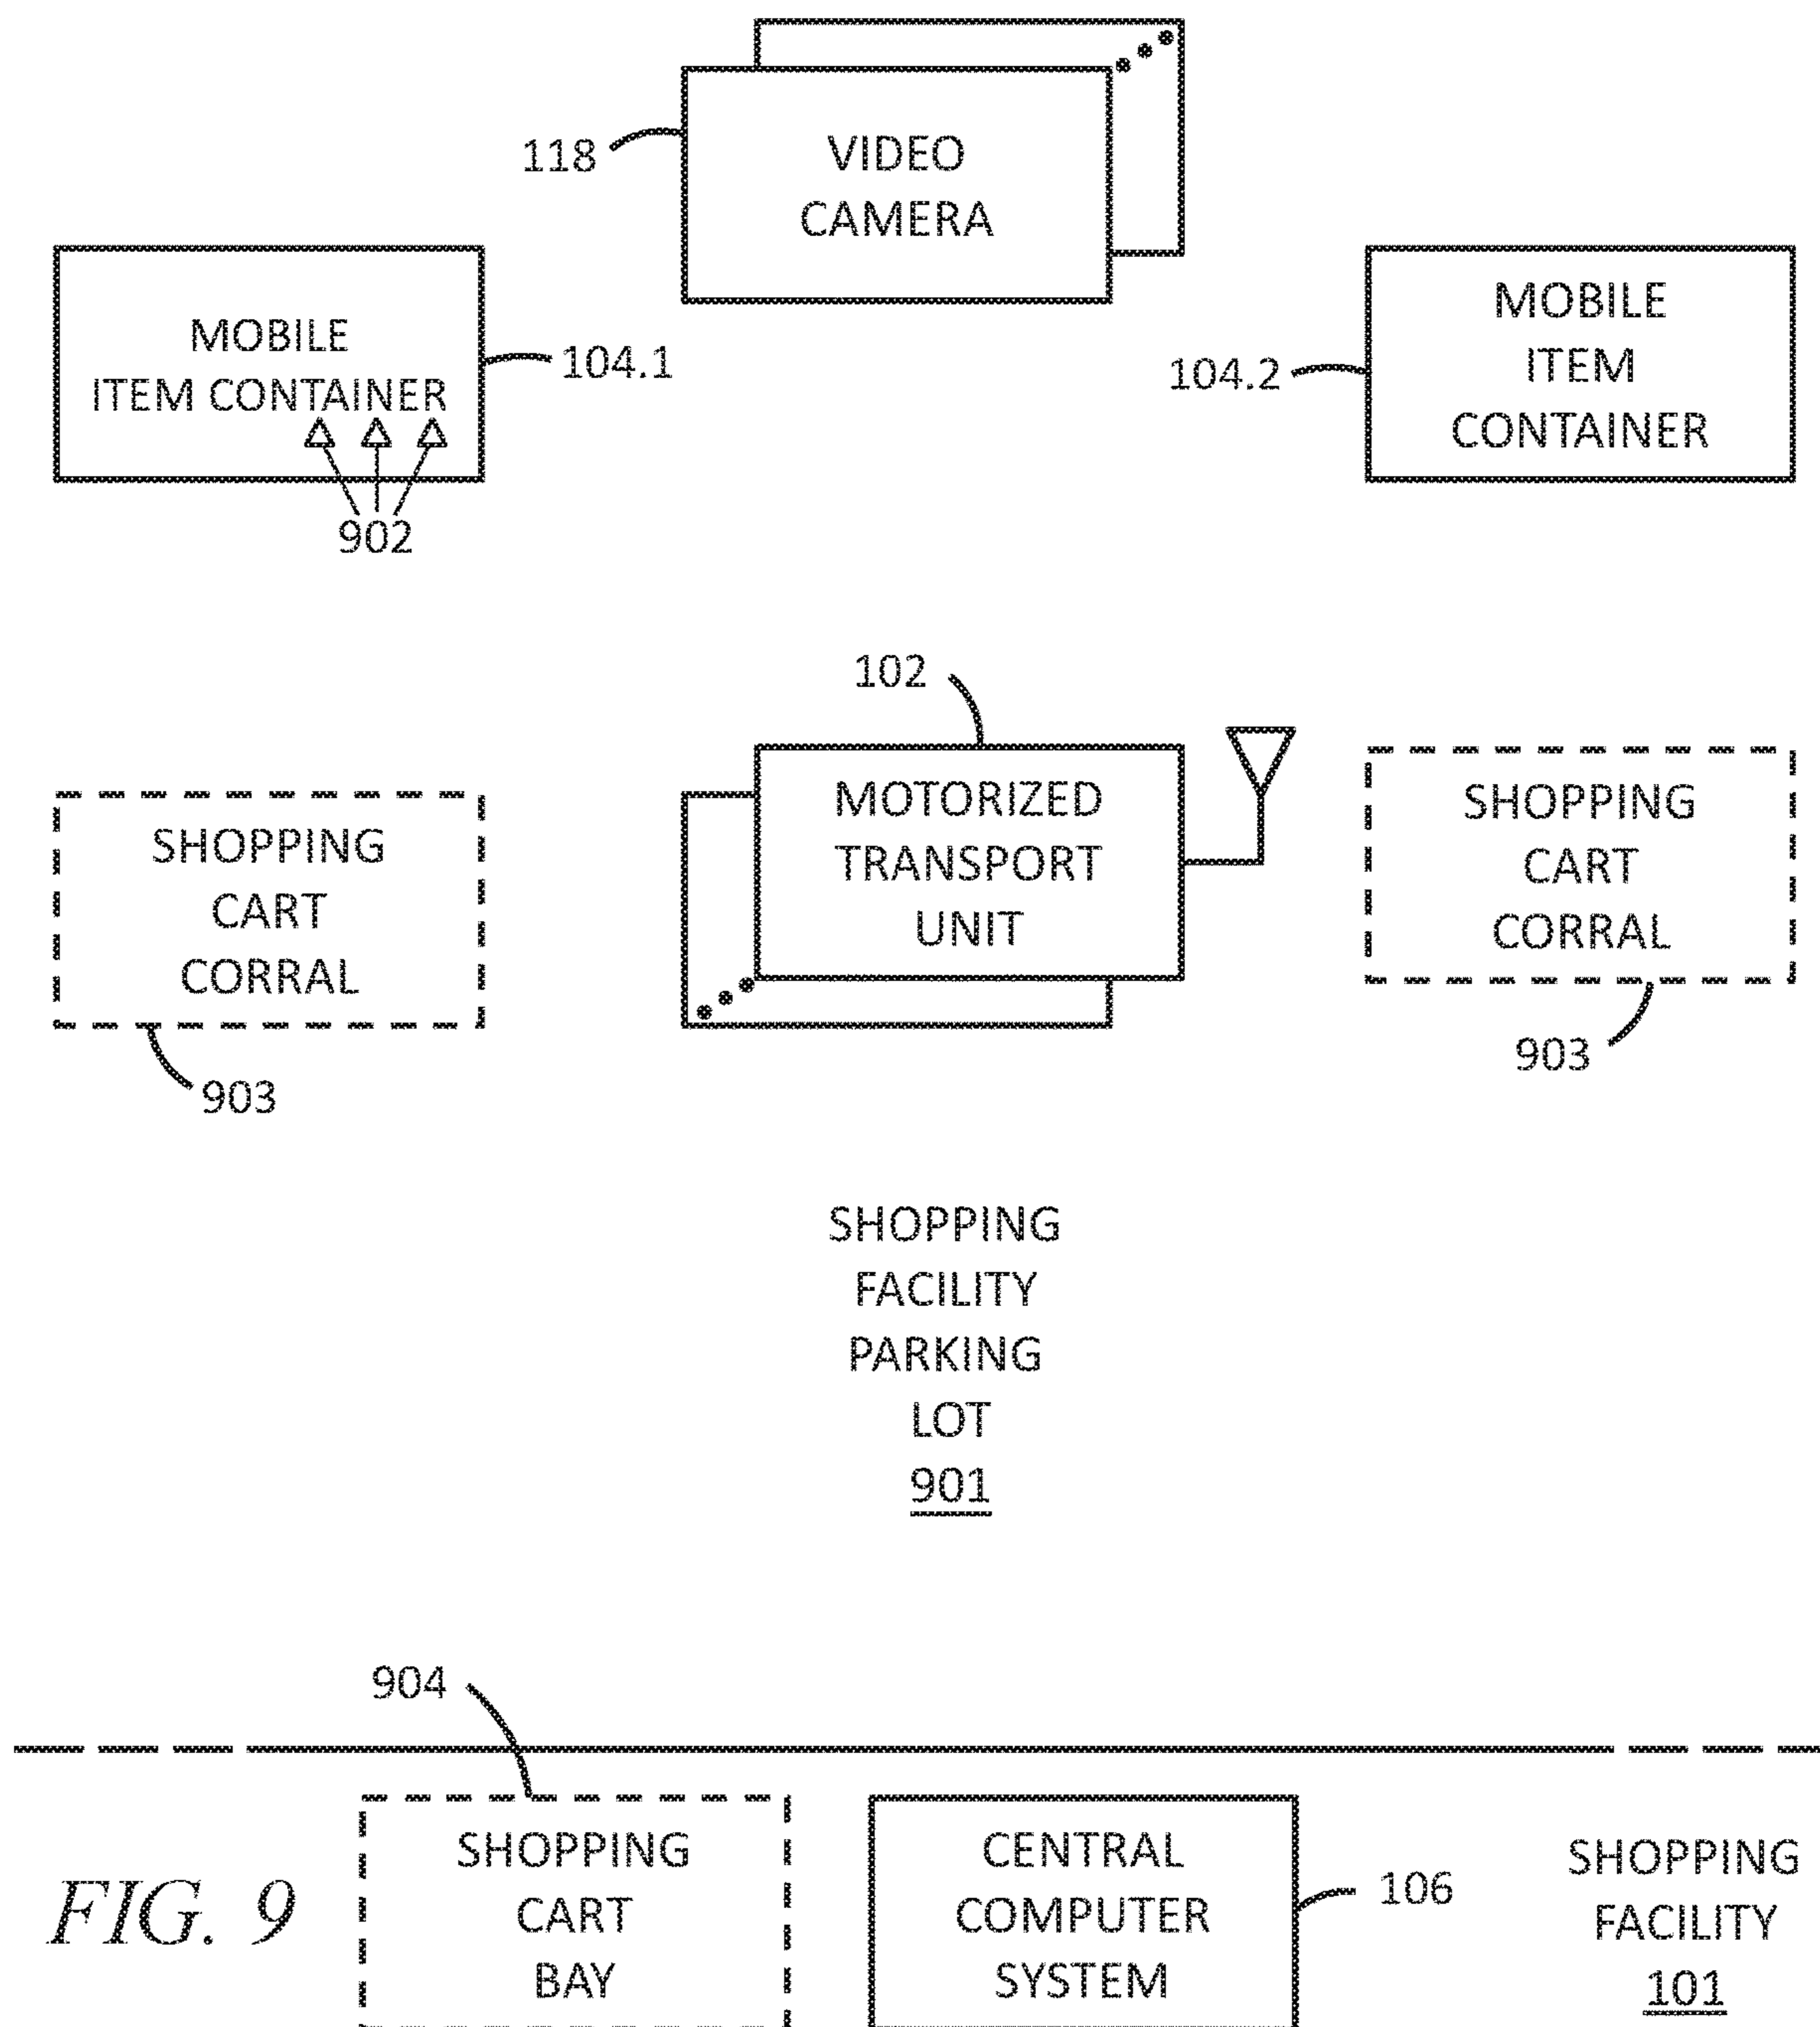 118
VIDEO
CAMERA
MOBILE
ITEM CONTAINER
104.1
902
104.2
MOBILE
ITEM
CONTAINER
102
MOTORIZED
TRANSPORT
UNIT
SHOPPING
CART
CORRAL
903
SHOPPING
CART
CORRAL
903
SHOPPING
FACILITY
PARKING
LOT
901
904
FIG. 9
SHOPPING
CART
BAY
CENTRAL
COMPUTER
SYSTEM
106
SHOPPING
FACILITY
101